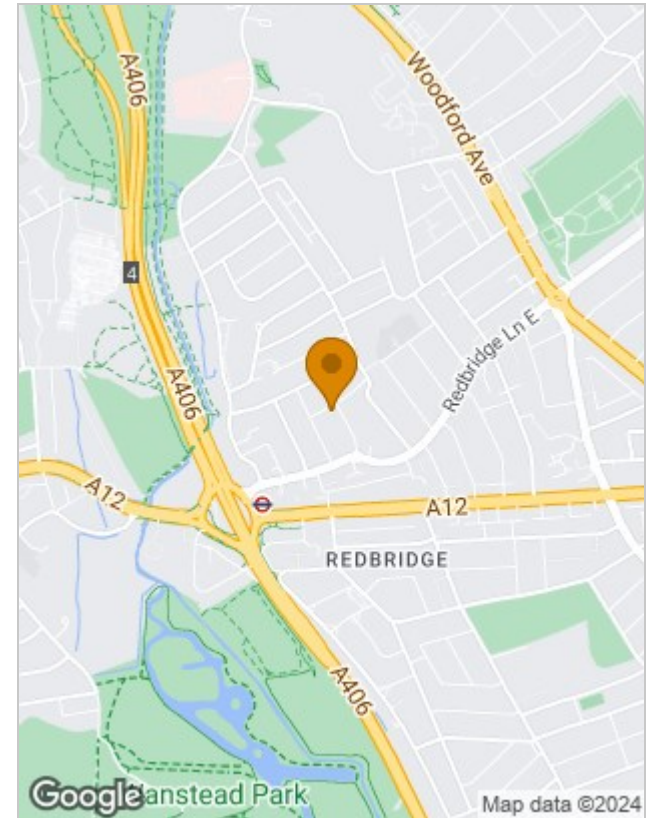 A406
Woodford Ave
4
Redbridge Ln E
A406
A12
A12
REDBRIDGE
A406
Google
anstead Park
Map data ©2024